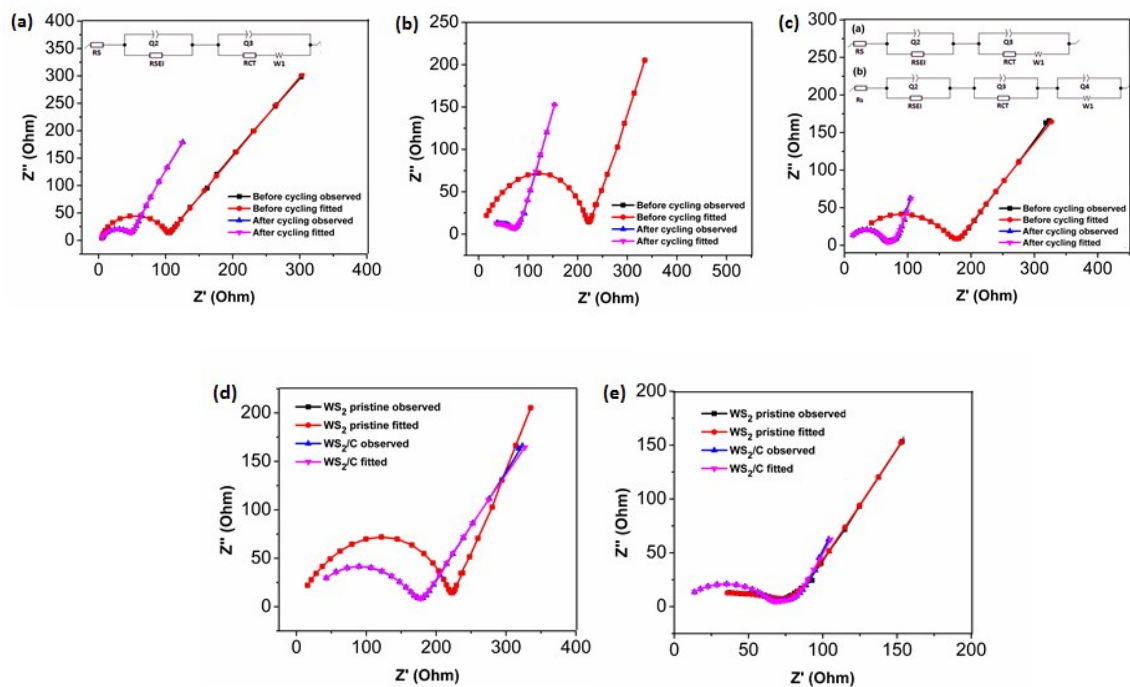 (a)
400
350
300
250
200
150
100
50
0
Z'' (Ohm)
RS
Q2
RSEI
Q3
RCT
W1
Before cycling observed
Before cycling fitted
After cycling observed
After cycling fitted
0 100 200 300 400
Z' (Ohm)
(b)
250
200
150
100
50
0
Z'' (Ohm)
Before cycling observed
Before cycling fitted
After cycling observed
After cycling fitted
0 50 100 150 200 250 300 350 400 450 500
Z' (Ohm)
(c)
300
250
200
150
100
50
0
Z'' (Ohm)
(a)
RS
Q2
RSEI
Q3
RCT
W1
(b)
Rs
Q2
RSEI
Q3
RCT
Q4
W1
Before cycling observed
Before cycling fitted
After cycling observed
After cycling fitted
0 100 200 300 400
Z' (Ohm)
(d)
200
150
100
50
0
Z'' (Ohm)
WS2 pristine observed
WS2 pristine fitted
WS2/C observed
WS2/C fitted
0 100 200 300 400
Z' (Ohm)
(e)
200
150
100
50
0
Z'' (Ohm)
WS2 pristine observed
WS2 pristine fitted
WS2/C observed
WS2/C fitted
0 50 100 150 200
Z' (Ohm)